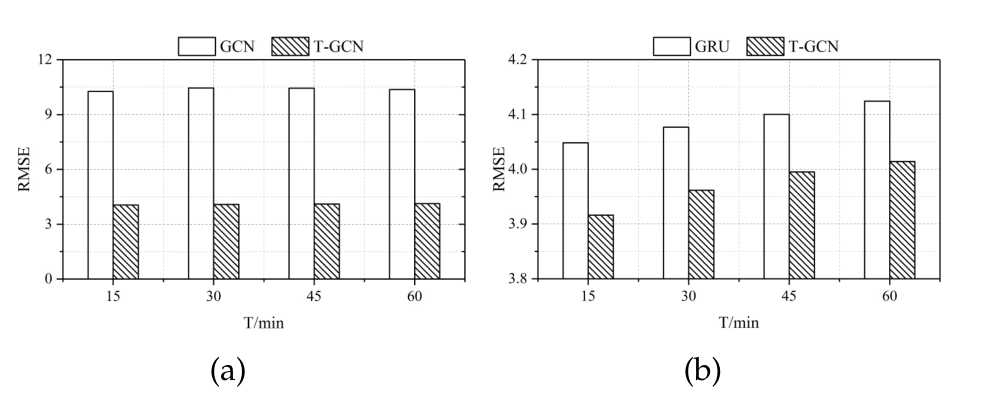 GCN T-GCN
12
9
6
3
0
RMSE
15 30 45 60
T/min
(a)
GRU T-GCN
4.2
4.1
4.0
3.9
3.8
RMSE
15 30 45 60
T/min
(b)